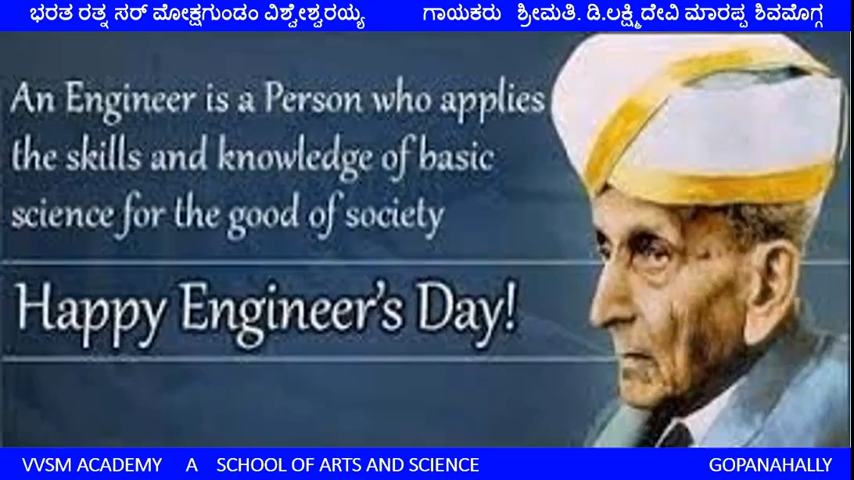 ಭರತ ರತ್ನ ಸರ್ ಮೋಕ್ಷಗುಂಡಂ ವಿಶ್ವೇಶ್ವರಯ್ಯ ಗಾಯಕರು ಶ್ರೀಮತಿ. ಡಿ.ಲಕ್ಷ್ಮಿದೇವಿ ಮಾರಪ್ಪ ಶಿವಮೊಗ್ಗ
An Engineer is a Person who applies
the skills and knowledge of basic
science for the good of society
Happy Engineer's Day!
VVSM ACADEMY A SCHOOL OF ARTS AND SCIENCE GOPANAHALLY